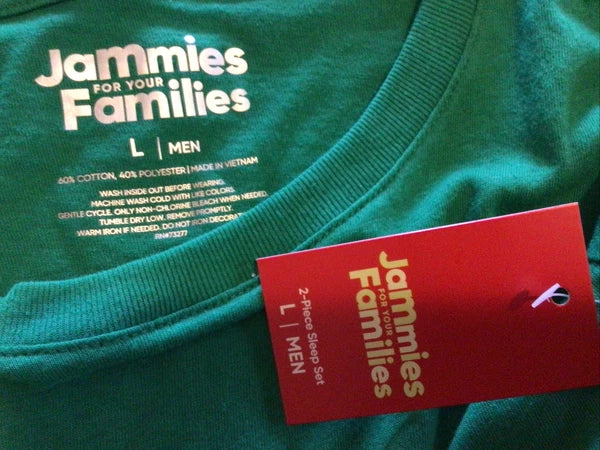 Jammies
FOR YOUR
Families
L | MEN
60% COTTON, 40% POLYESTER | MADE IN VIETNAM
WASH INSIDE OUT BEFORE WEARING.
MACHINE WASH COLD WITH LIKE COLORS.
GENTLE CYCLE. ONLY NON-CHLORINE BLEACH WHEN NEEDED.
TUMBLE DRY LOW. REMOVE PROMPTLY.
WARM IRON IF NEEDED. DO NOT IRON
RN#73277
Jammies
FOR YOUR
Families
2-Piece Sleep Set
L | MEN